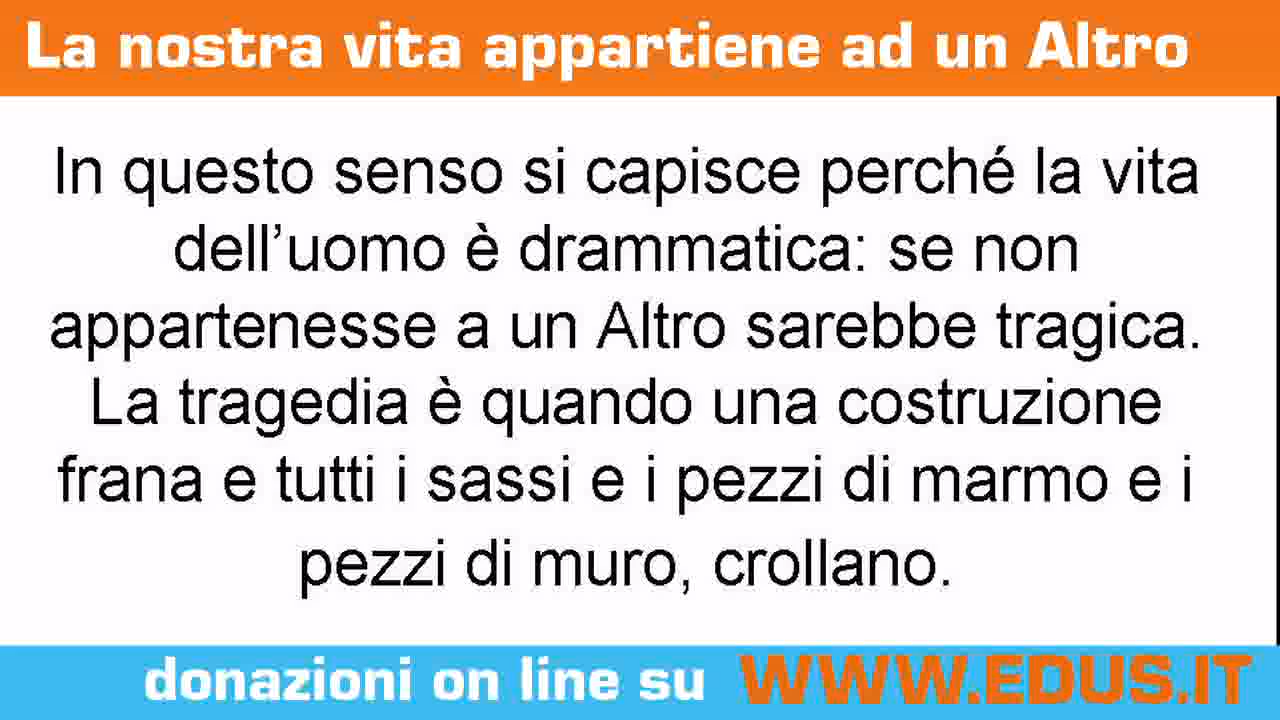 La nostra vita appartiene ad un Altro
In questo senso si capisce perché la vita
dell’uomo è drammatica: se non
appartenesse a un Altro sarebbe tragica.
La tragedia è quando una costruzione
frana e tutti i sassi e i pezzi di marmo e i
pezzi di muro, crollano.
donazioni on line su WWW.EDUS.IT